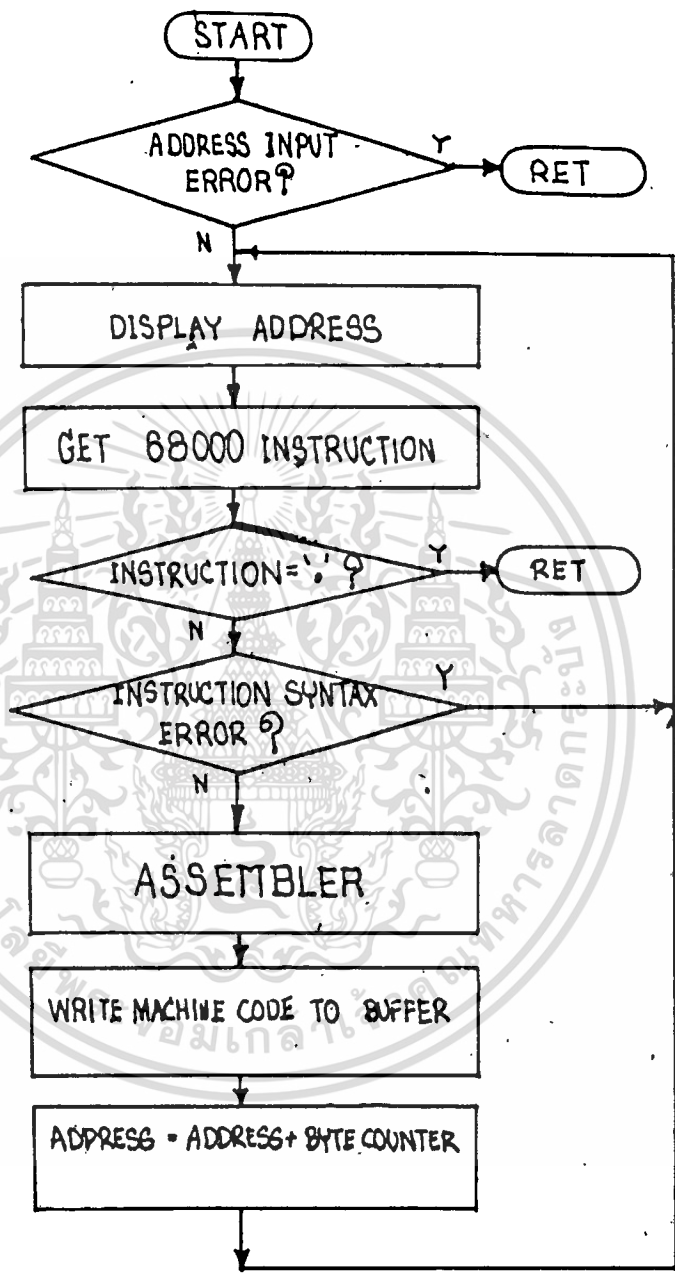 START
ADDRESS INPUT
ERROR?
Y
RET
N
DISPLAY ADDRESS
GET 68000 INSTRUCTION
INSTRUCTION='.' ?
Y
RET
N
INSTRUCTION SYNTAX
ERROR ?
Y
N
ASSEMBLER
WRITE MACHINE CODE TO BUFFER
ADDRESS = ADDRESS + BYTE COUNTER